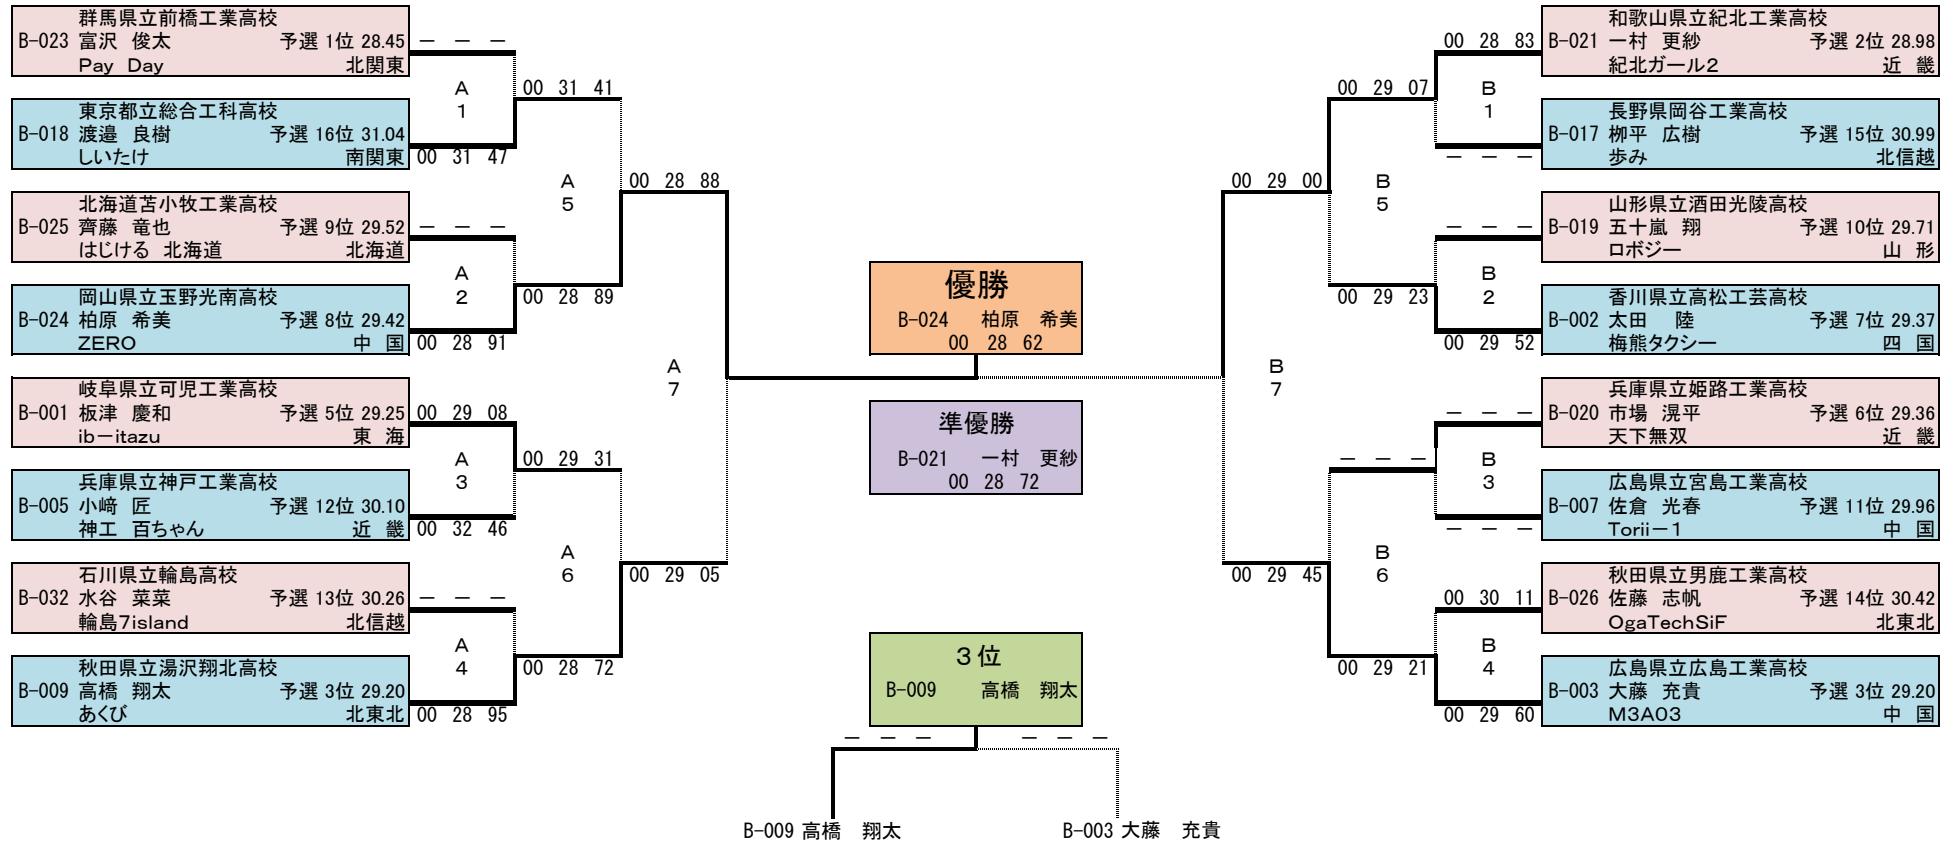 群馬県立前橋工業高校
B-023 富沢 俊太 予選 1位 28.45
Pay Day 北関東
－ － －
A
1
東京都立総合工科高校
B-018 渡邉 良樹 予選 16位 31.04
しいたけ 南関東
00 31 47
00 31 41
北海道苫小牧工業高校
B-025 齊藤 竜也 予選 9位 29.52
はじける 北海道 北海道
－ － －
A
2
岡山県立玉野光南高校
B-024 柏原 希美 予選 8位 29.42
ZERO 中 国
00 28 91
00 28 89
A
5
00 28 88
岐阜県立可児工業高校
B-001 板津 慶和 予選 5位 29.25
ib－itazu 東 海
00 29 08
A
3
兵庫県立神戸工業高校
B-005 小﨑 匠 予選 12位 30.10
神工 百ちゃん 近 畿
00 32 46
00 29 31
石川県立輪島高校
B-032 水谷 菜菜 予選 13位 30.26
輪島7island 北信越
－ － －
A
4
秋田県立湯沢翔北高校
B-009 高橋 翔太 予選 3位 29.20
あくび 北東北
00 28 95
00 28 72
A
6
00 29 05
A
7
優勝
B-024 柏原 希美
00 28 62
準優勝
B-021 一村 更紗
00 28 72
3位
B-009 高橋 翔太
－ － － － － －
B-009 高橋 翔太 B-003 大藤 充貴
和歌山県立紀北工業高校
B-021 一村 更紗 予選 2位 28.98
紀北ガール2 近 畿
00 28 83
B
1
長野県岡谷工業高校
B-017 栁平 広樹 予選 15位 30.99
歩み 北信越
－ － －
00 29 07
山形県立酒田光陵高校
B-019 五十嵐 翔 予選 10位 29.71
ロボジー 山 形
－ － －
B
2
香川県立高松工芸高校
B-002 太田 陸 予選 7位 29.37
梅熊タクシー 四 国
00 29 52
00 29 23
B
5
00 29 00
兵庫県立姫路工業高校
B-020 市場 滉平 予選 6位 29.36
天下無双 近 畿
－ － －
B
3
広島県立宮島工業高校
B-007 佐倉 光春 予選 11位 29.96
Torii－1 中 国
－ － －
－ － －
秋田県立男鹿工業高校
B-026 佐藤 志帆 予選 14位 30.42
OgaTechSiF 北東北
00 30 11
B
4
広島県立広島工業高校
B-003 大藤 充貴 予選 3位 29.20
M3A03 中 国
00 29 60
00 29 21
B
6
00 29 45
B
7